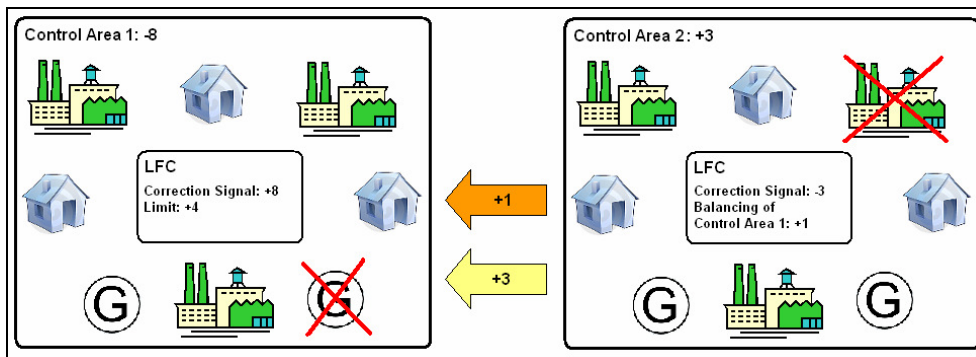 Control Area 1: -8
LFC
Correction Signal: +8
Limit: +4
G
G
+1
+3
Control Area 2: +3
LFC
Correction Signal: -3
Balancing of
Control Area 1: +1
G
G